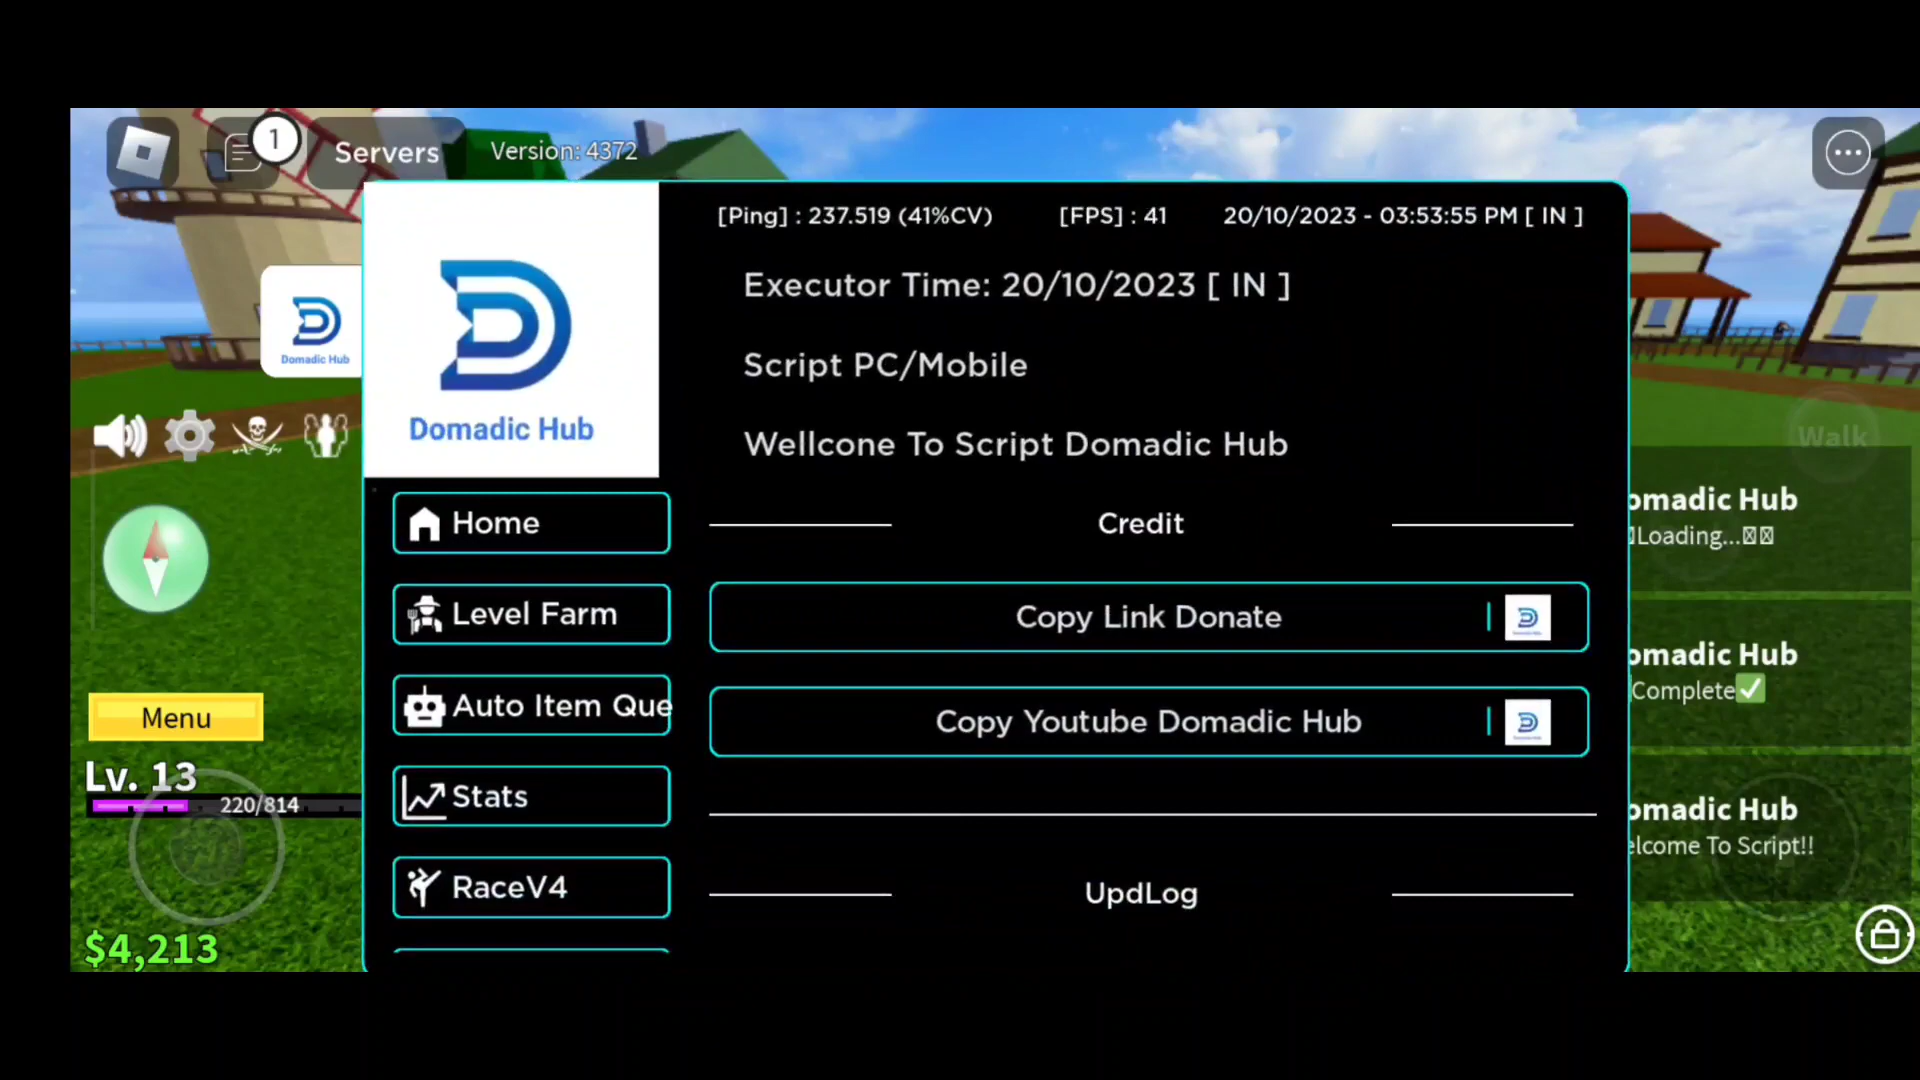 1
Servers
Version: 4372
[Ping] : 237.519 (41%CV)
[FPS] : 41
20/10/2023 - 03:53:55 PM [ IN ]
Executor Time: 20/10/2023 [ IN ]
Script PC/Mobile
Wellcone To Script Domadic Hub
Domadic Hub
Domadic Hub
Home
Level Farm
Auto Item Que
Stats
RaceV4
Credit
Copy Link Donate
Copy Youtube Domadic Hub
UpdLog
Menu
Lv. 13
220/814
$4,213
Walk
omadic Hub
Loading...
omadic Hub
Complete✅
omadic Hub
elcome To Script!!